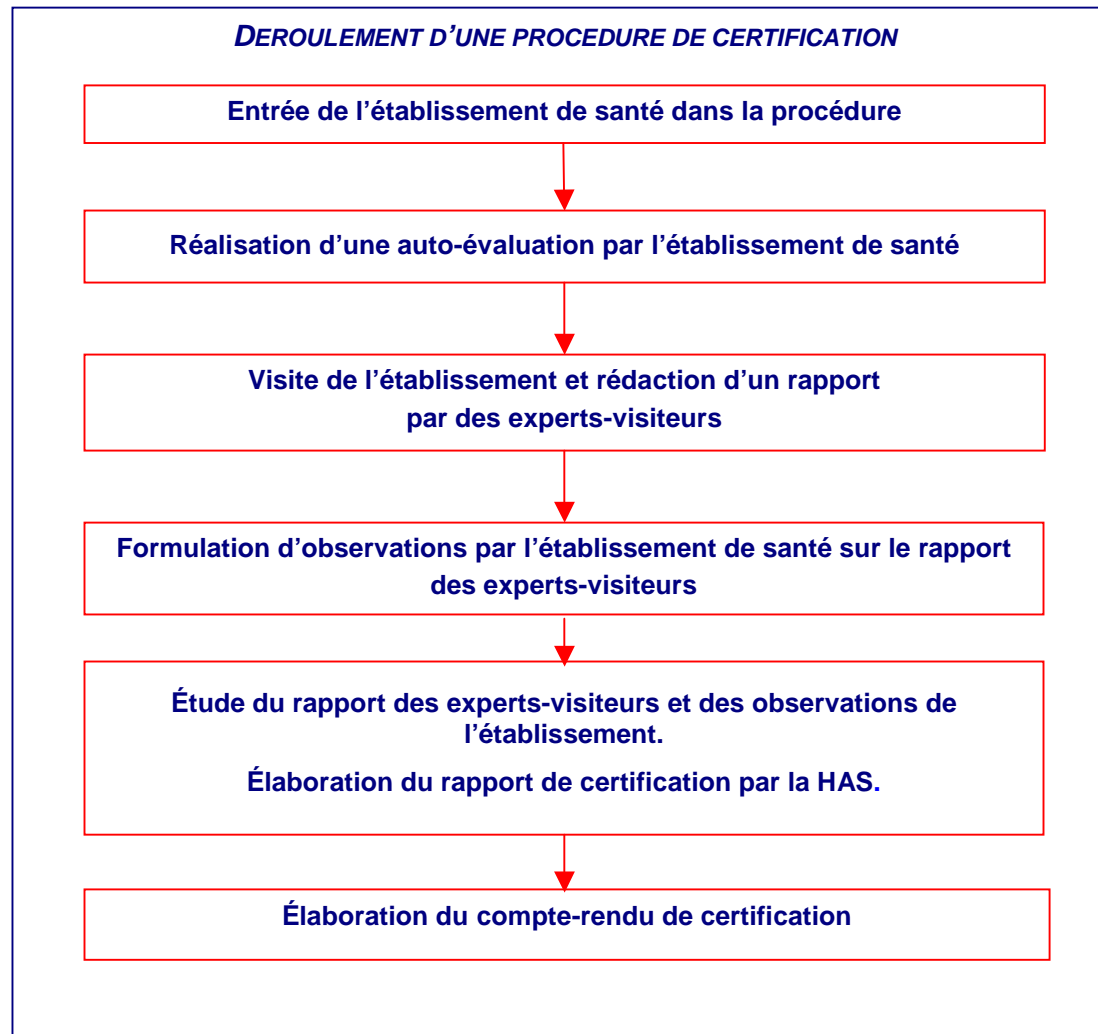 DEROULEMENT D’UNE PROCEDURE DE CERTIFICATION
Entrée de l’établissement de santé dans la procédure
Réalisation d’une auto-évaluation par l’établissement de santé
Visite de l’établissement et rédaction d’un rapport
par des experts-visiteurs
Formulation d’observations par l’établissement de santé sur le rapport
des experts-visiteurs
Étude du rapport des experts-visiteurs et des observations de
l’établissement.
Élaboration du rapport de certification par la HAS.
Élaboration du compte-rendu de certification